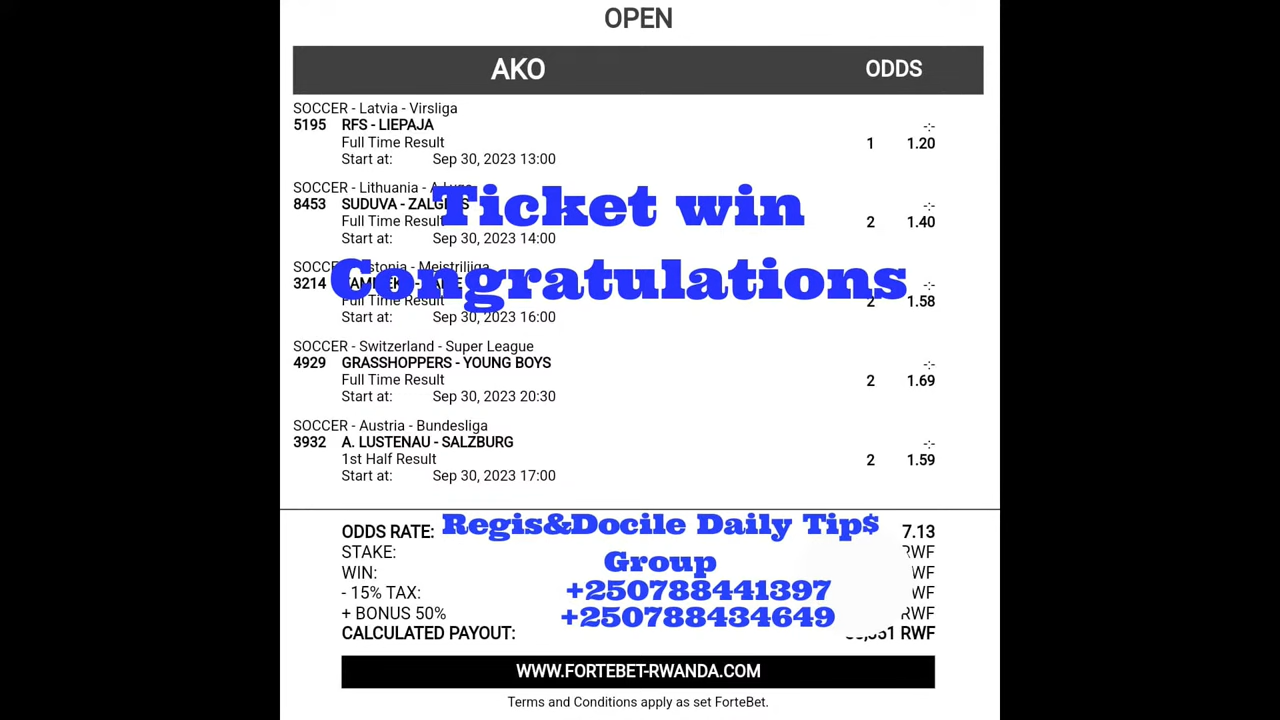 OPEN
AKO ODDS
SOCCER - Latvia - Virsliga
5195 RFS - LIEPAJA -:-
Full Time Result 1 1.20
Start at: Sep 30, 2023 13:00
SOCCER - Lithuania - A
8453 SUDUVA - -:-
Full Time Result 2 1.40
Start at: Sep 30, 2023 14:00
Ticket win
- Meistriliiga
3214 -:-
Full Time Result 2 1.58
Start at: Sep 30, 2023 16:00
Congratulations
SOCCER - Switzerland - Super League
4929 GRASSHOPPERS - YOUNG BOYS -:-
Full Time Result 2 1.69
Start at: Sep 30, 2023 20:30
SOCCER - Austria - Bundesliga
3932 A. LUSTENAU - SALZBURG -:-
1st Half Result 2 1.59
Start at: Sep 30, 2023 17:00
ODDS RATE: 7.13
STAKE: RWF
WIN:
- 15% TAX:
+ BONUS 50% RWF
CALCULATED PAYOUT: RWF
Regis&Docile Daily Tip$
Group
+250788441397
+250788434649
WWW.FORTEBET-RWANDA.COM
Terms and Conditions apply as set ForteBet.